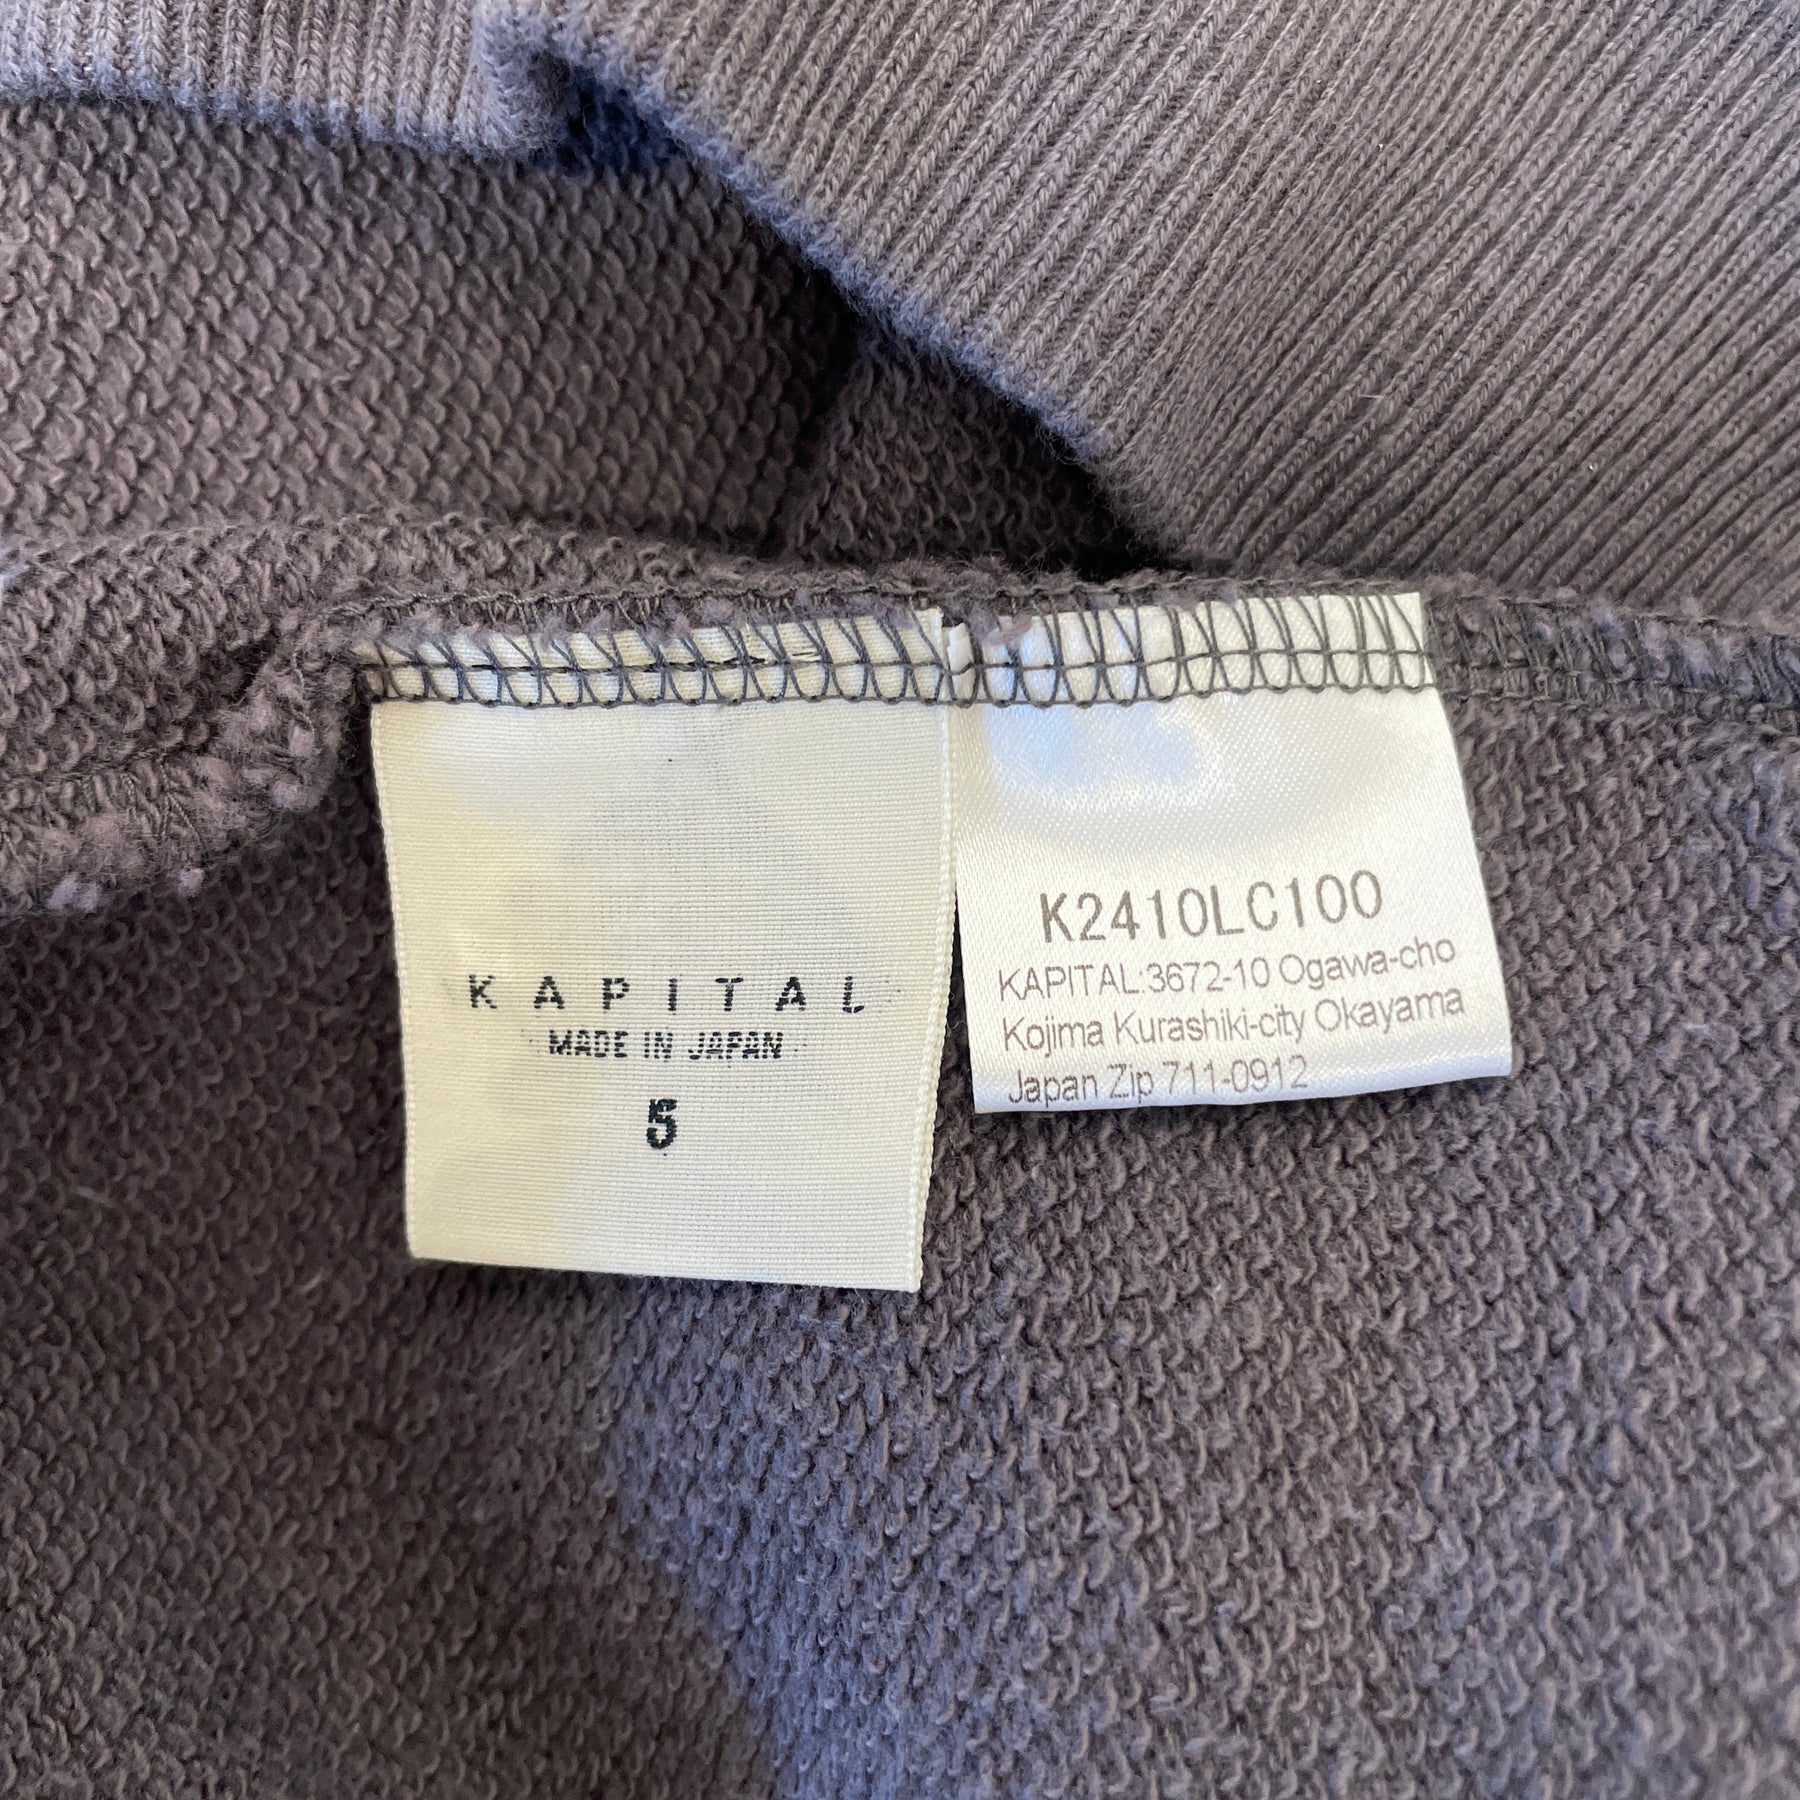 KAPITAL
MADE IN JAPAN
5
K2410LC100
KAPITAL:3672-10 Ogawa-cho
Kojima Kurashiki-city Okayama
Japan Zip 711-0912